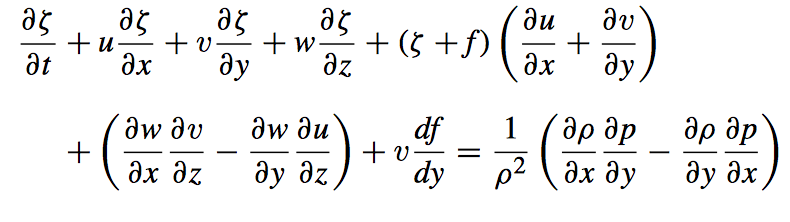 ∂ζ/∂t + u ∂ζ/∂x + v ∂ζ/∂y + w ∂ζ/∂z + (ζ + f) (∂u/∂x + ∂v/∂y)
+ (∂w/∂x ∂v/∂z − ∂w/∂y ∂u/∂z) + v df/dy = 1/ρ² (∂ρ/∂x ∂p/∂y − ∂ρ/∂y ∂p/∂x)